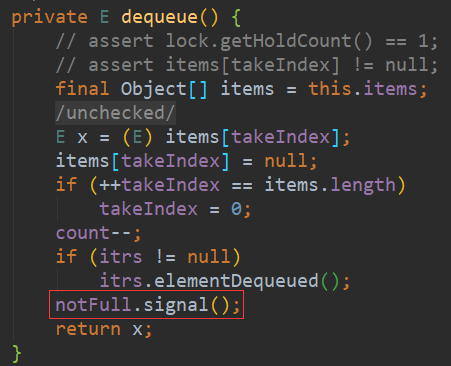 private E dequeue() {
    // assert lock.getHoldCount() == 1;
    // assert items[takeIndex] != null;
    final Object[] items = this.items;
    /unchecked/
    E x = (E) items[takeIndex];
    items[takeIndex] = null;
    if (++takeIndex == items.length)
        takeIndex = 0;
    count--;
    if (itrs != null)
        itrs.elementDequeued();
    notFull.signal();
    return x;
}